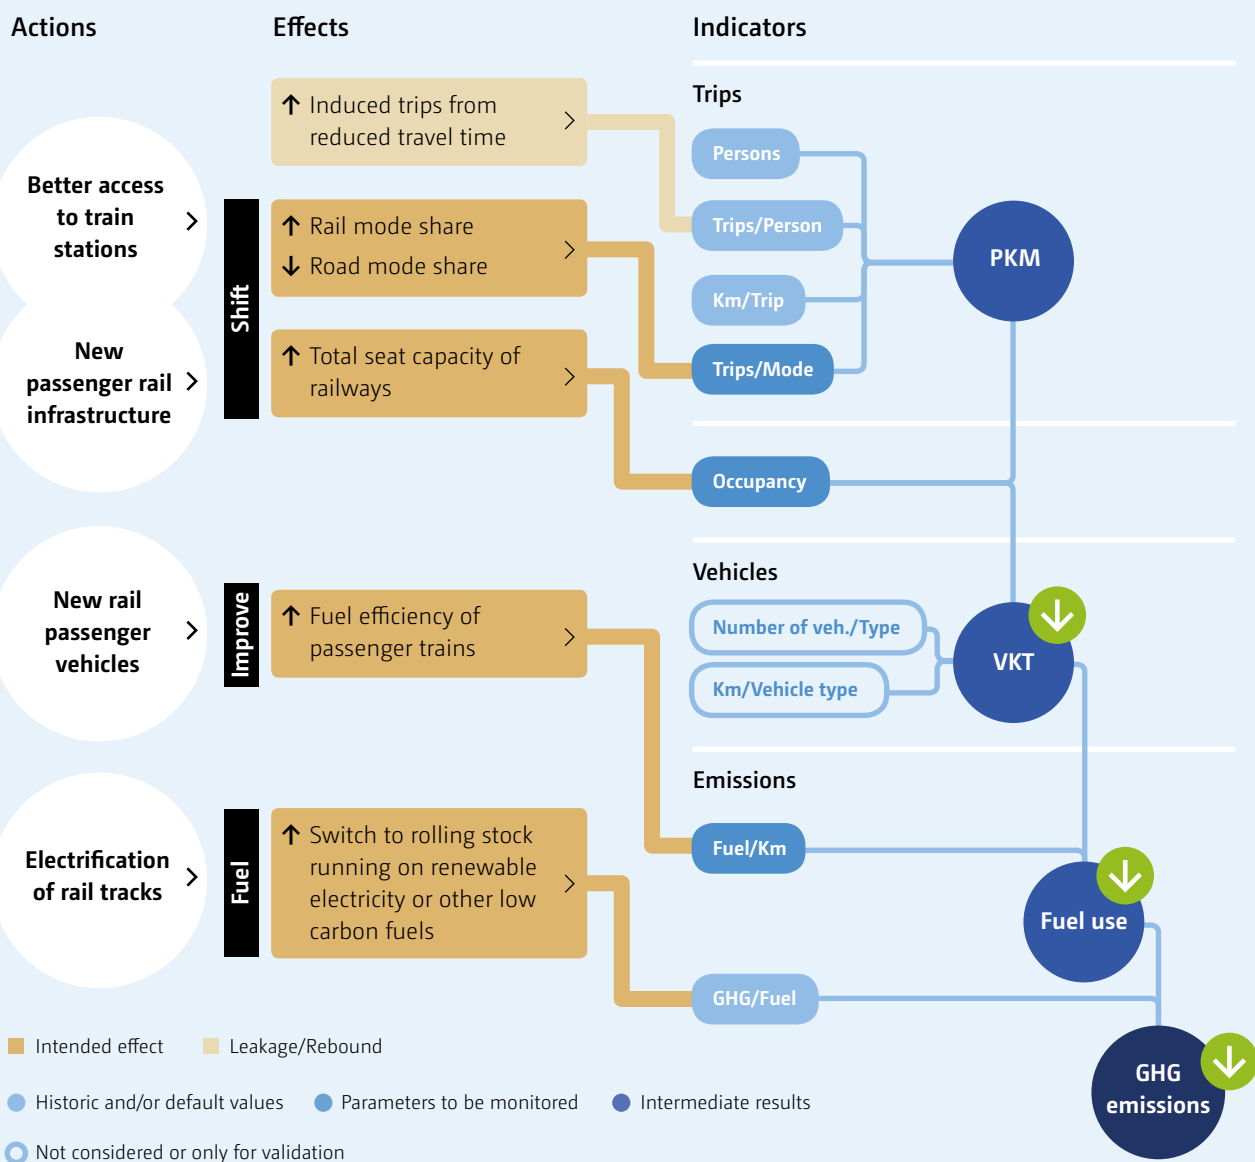 Actions
Effects
Indicators
Trips
↑ Induced trips from
reduced travel time
Persons
Better access
to train
stations
Shift
↑ Rail mode share
↓ Road mode share
Trips/Person
PKM
Km/Trip
New
passenger rail
infrastructure
↑ Total seat capacity of
railways
Trips/Mode
Occupancy
Vehicles
New rail
passenger
vehicles
Improve
↑ Fuel efficiency of
passenger trains
Number of veh./Type
Km/Vehicle type
VKT
Emissions
Electrification
of rail tracks
Fuel
↑ Switch to rolling stock
running on renewable
electricity or other low
carbon fuels
Fuel/Km
Fuel use
GHG/Fuel
GHG
emissions
Intended effect
Leakage/Rebound
Historic and/or default values
Parameters to be monitored
Intermediate results
Not considered or only for validation